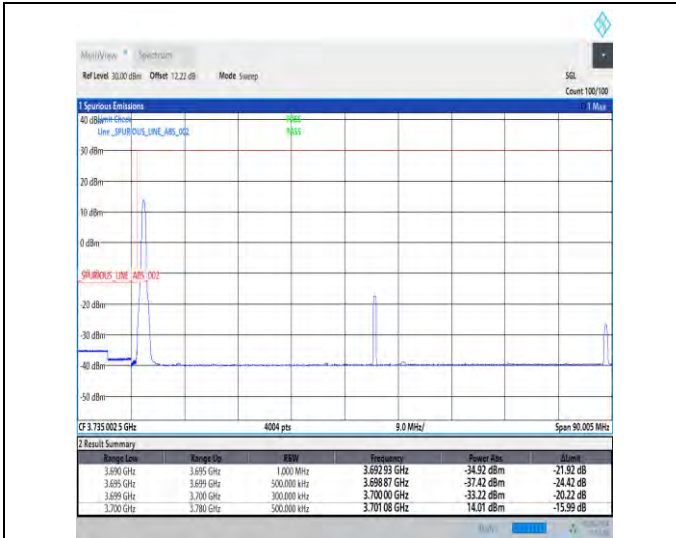 MultiView Spectrum
Ref Level 30.00 dBm Offset 12.22 dB Mode Sweep SGL
Count 100/100
1 Spurious Emissions 1 Max
40 dBm Limit Check PASS
Line _SPURIOUS_LINE_ABS_002 PASS
30 dBm
20 dBm
10 dBm
0 dBm
_SPURIOUS_LINE_ABS_002
-20 dBm
-30 dBm
-40 dBm
-50 dBm
CF 3.735 002 5 GHz 4004 pts 9.0 MHz/ Span 90.005 MHz
2 Result Summary
Range Low Range Up RBW Frequency Power Abs ΔLimit
3.690 GHz 3.695 GHz 1.000 MHz 3.692 93 GHz -34.92 dBm -21.92 dB
3.695 GHz 3.699 GHz 500.000 kHz 3.698 87 GHz -37.42 dBm -24.42 dB
3.699 GHz 3.700 GHz 300.000 kHz 3.700 00 GHz -33.22 dBm -20.22 dB
3.700 GHz 3.780 GHz 500.000 kHz 3.701 08 GHz 14.01 dBm -15.99 dB